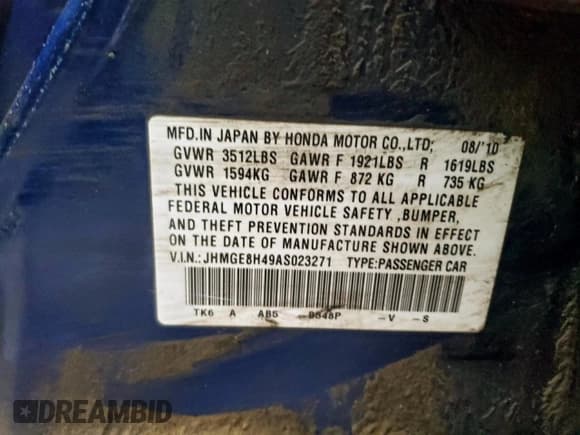 MFD.IN JAPAN BY HONDA MOTOR CO.,LTD; 08/'10
GVWR 3512LBS GAWR F 1921LBS R 1619LBS
GVWR 1594KG GAWR F 872 KG R 735 KG
THIS VEHICLE CONFORMS TO ALL APPLICABLE
FEDERAL MOTOR VEHICLE SAFETY ,BUMPER,
AND THEFT PREVENTION STANDARDS IN EFFECT
ON THE DATE OF MANUFACTURE SHOWN ABOVE.
V.I.N.:JHMGE8H49AS023271 TYPE:PASSENGER CAR
TK6 A AB5 -B548P -V -S
DREAMBID